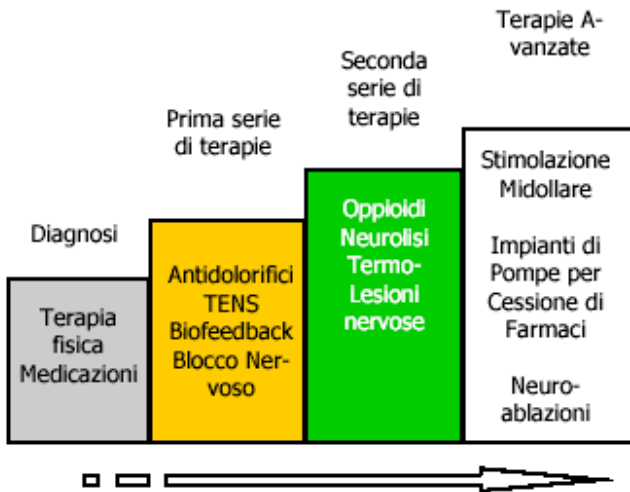 Diagnosi
Terapia
fisica
Medicazioni
Prima serie
di terapie
Antidolorifici
TENS
Biofeedback
Blocco Ner-
voso
Seconda
serie di
terapie
Oppioidi
Neurolisi
Termo-
Lesioni
nervose
Terapie A-
vanzate
Stimolazione
Midollare
Impianti di
Pompe per
Cessione di
Farmaci
Neuro-
ablazioni